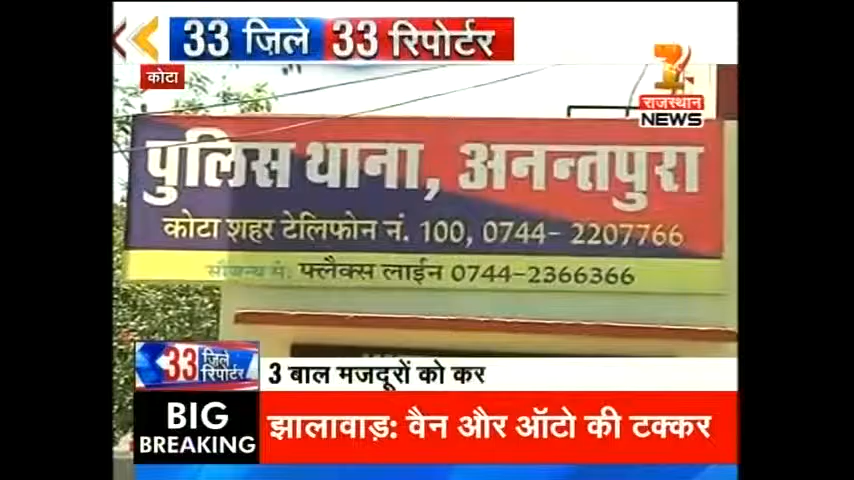 33 ज़िले 33 रिपोर्टर
कोटा
राजस्थान
NEWS
पुलिस थाना, अनन्तपुरा
कोटा शहर टेलिफोन नं. 100, 0744- 2207766
फ्लैक्स लाईन 0744-2366366
33 ज़िले
रिपोर्टर
3 बाल मजदूरों को कर
BIG
BREAKING
झालावाड़: वैन और ऑटो की टक्कर